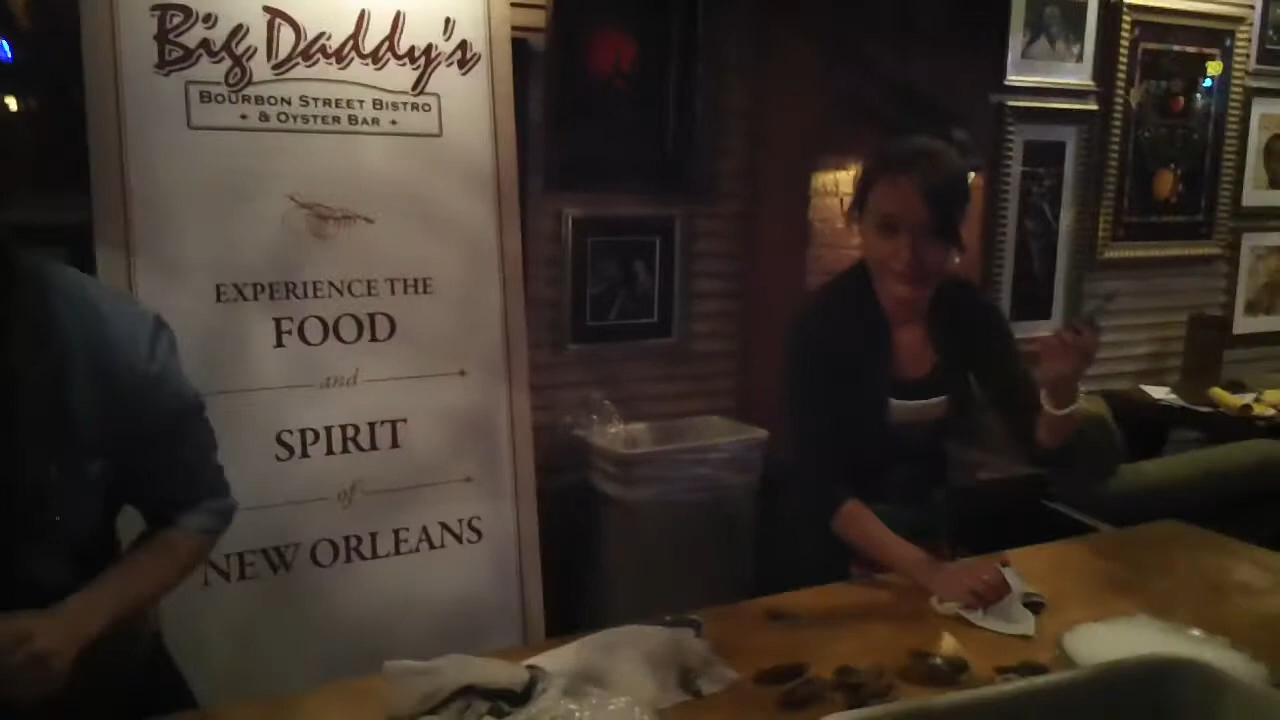 Big Daddy's
BOURBON STREET BISTRO
& OYSTER BAR
EXPERIENCE THE
FOOD
and
SPIRIT
of
NEW ORLEANS